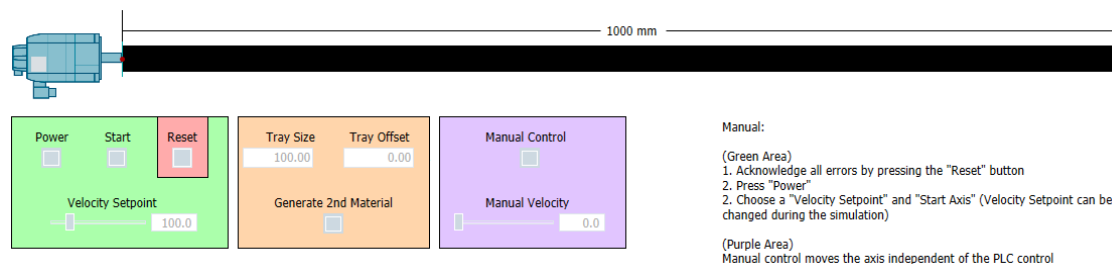 1000 mm
Power Start Reset
Velocity Setpoint
100.0
Tray Size Tray Offset
100.00 0.00
Generate 2nd Material
Manual Control
Manual Velocity
0.0
Manual:
(Green Area)
1. Acknowledge all errors by pressing the "Reset" button
2. Press "Power"
2. Choose a "Velocity Setpoint" and "Start Axis" (Velocity Setpoint can be
changed during the simulation)
(Purple Area)
Manual control moves the axis independent of the PLC control